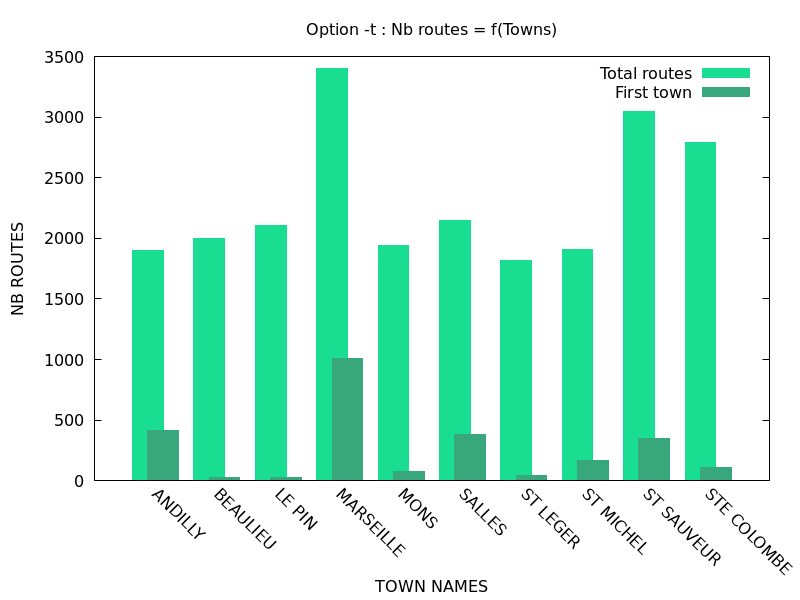 Option -t : Nb routes = f(Towns)
Total routes
First town
3500
3000
2500
2000
1500
1000
500
0
NB ROUTES
ANDILLY
BEAULIEU
LE PIN
MARSEILLE
MONS
SALLES
ST LEGER
ST MICHEL
ST SAUVEUR
STE COLOMBE
TOWN NAMES